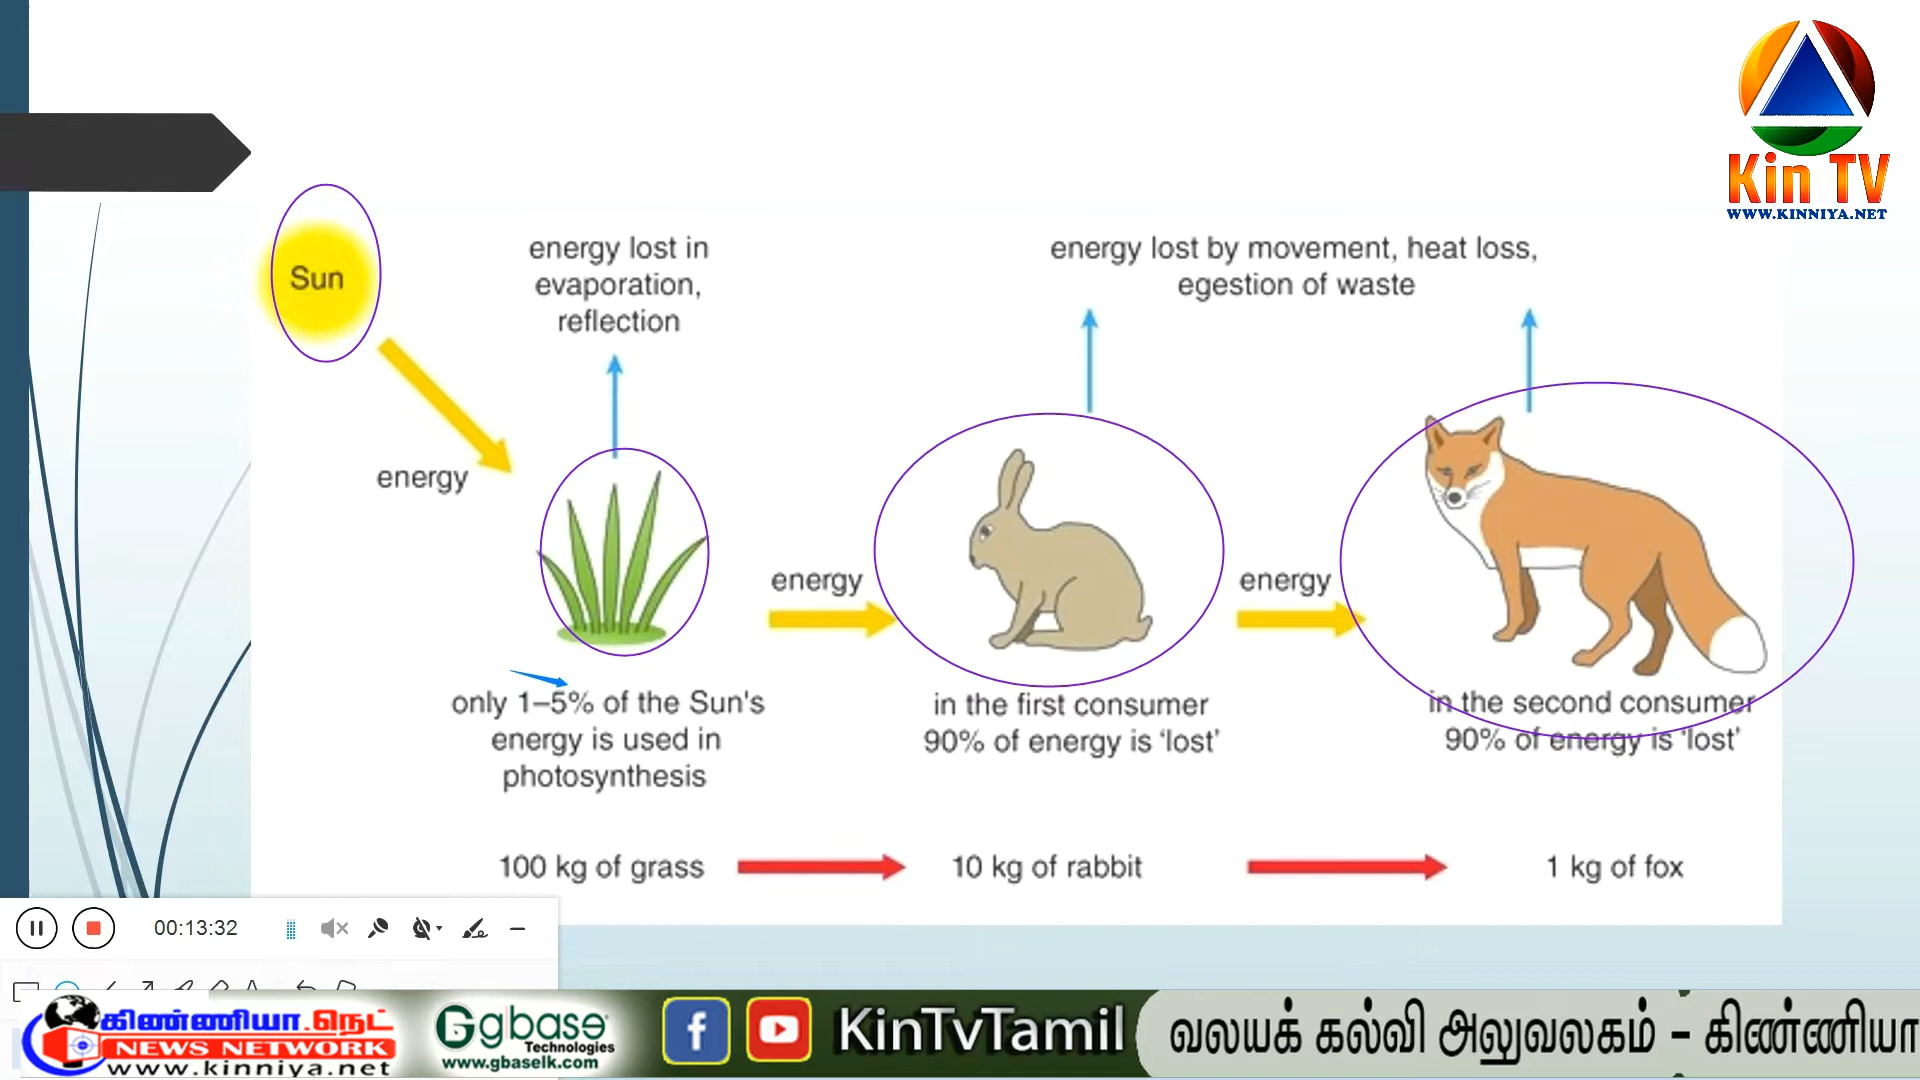 Kin TV
WWW.KINNIYA.NET
Sun
energy lost in
evaporation,
reflection
energy lost by movement, heat loss,
egestion of waste
energy
energy
energy
only 1–5% of the Sun's
energy is used in
photosynthesis
in the first consumer
90% of energy is ‘lost’
in the second consumer
90% of energy is ‘lost’
100 kg of grass
10 kg of rabbit
1 kg of fox
00:13:32
கிண்ணியா.நெட்
NEWS NETWORK
www.kinniya.net
gbase
Technologies
www.gbaselk.com
KinTvTamil
வலயக் கல்வி அலுவலகம் – கிண்ணியா